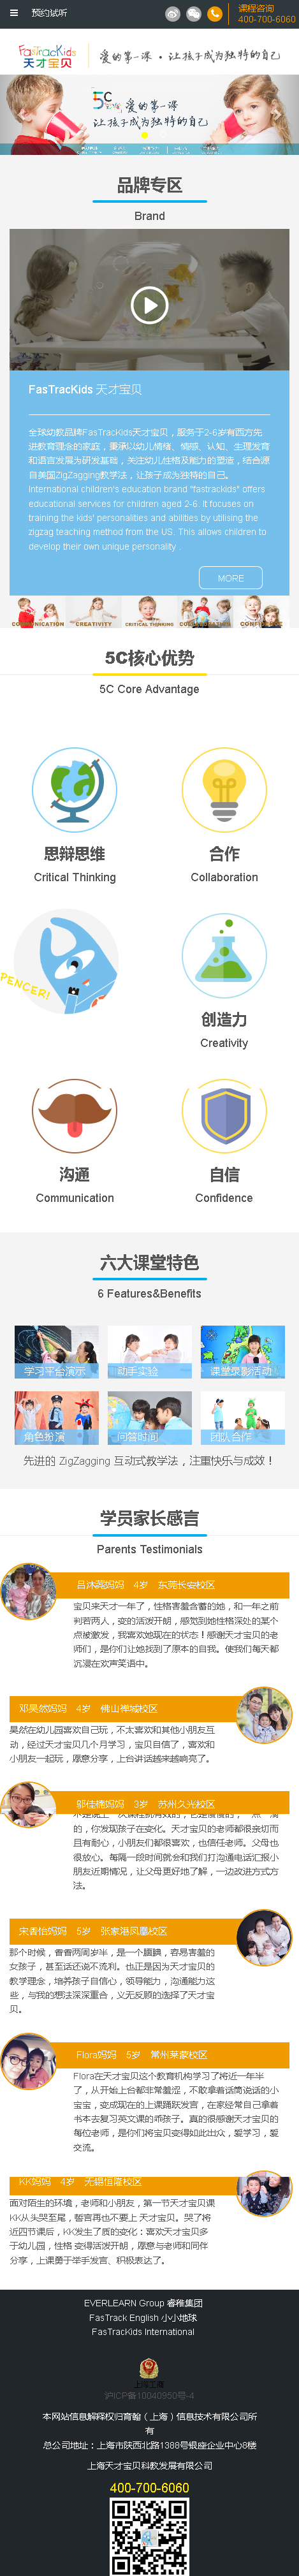 ≡ 预约试听
课程咨询
400-700-6060
FasTracKids
天才宝贝
爱的第一课·让孩子成为独特的自己
5C 爱的第一课
让孩子成为独特的自己
品牌专区
Brand
FasTracKids 天才宝贝
全球幼教品牌FasTracKids天才宝贝，服务于2-6岁有西方先
进教育理念的家庭，秉承以幼儿情绪、情感、认知、生理发育
和语言发展为研发基础，关注幼儿性格及能力的塑造，结合源
自美国ZigZagging教学法，让孩子成为独特的自己。
International children's education brand "fastrackids" offers
educational services for children aged 2-6. It focuses on
training the kids' personalities and abilities by utilising the
zigzag teaching method from the US. This allows children to
develop their own unique personality .
MORE
COMMUNICATION CREATIVITY CRITICAL THINKING
5C核心优势
5C Core Advantage
思辩思维
Critical Thinking
合作
Collaboration
PENCER!
创造力
Creativity
沟通
Communication
自信
Confidence
六大课堂特色
6 Features&Benefits
学习平台演示 动手实验 课堂录影活动
角色扮演 问答时间 团队合作
先进的 ZigZagging 互动式教学法，注重快乐与成效！
学员家长感言
Parents Testimonials
吕沐菀妈妈 4岁 东莞长安校区
宝贝来天才一年了，性格害羞含蓄的她，和一年之前
判若两人，变的活泼开朗，感觉到她性格深处的某个
点被激发，我喜欢她现在的状态！感谢天才宝贝的老
师们，是你们让她找到了原本的自我。使我们每天都
沉浸在欢声笑语中。
邓昊然妈妈 4岁 佛山禅城校区
昊然在幼儿园喜欢自己玩，不太喜欢和其他小朋友互
动，经过天才宝贝几个月学习，宝贝自信了，喜欢和
小朋友一起玩，愿意分享，上台讲话越来越响亮了。
邬佳楠妈妈 3岁 苏州久光校区
的，你发现孩子在变化。天才宝贝的老师都很亲切而
且有耐心，小朋友们都很喜欢，也信任老师。父母也
很放心。每隔一段时间就会和我们打沟通电话汇报小
朋友近期情况，让父母更好地了解，一边改进方式方
法。
宋香怡妈妈 5岁 张家港凤凰校区
那个时候，香香两周岁半，是一个腼腆，容易害羞的
女孩子，甚至话还说不流利。也正是因为天才宝贝的
教学理念，培养孩子自信心，领导能力，沟通能力这
些，与我的想法深深重合，义无反顾的选择了天才宝
贝。
Flora妈妈 5岁 常州莱蒙校区
Flora在天才宝贝这个教育机构学习了将近一年半
了，从开始上台都非常羞涩，不敢拿着话筒说话的小
宝宝，变成现在的上课踊跃发言，在家经常自己拿着
书本去复习英文课的乖孩子。真的很感谢天才宝贝的
每位老师，是你们将宝贝变得如此出众，爱学习，爱
交流。
KK妈妈 4岁 无锡恒隆校区
面对陌生的环境，老师和小朋友，第一节天才宝贝课
KK从头哭至尾，誓言再也不要上 天才宝贝。哭了将
近四节课后，KK发生了质的变化：喜欢天才宝贝多
于幼儿园，性格 变得活泼开朗，愿意与老师和同伴
分享，上课勇于举手发言、积极表达了。
EVERLEARN Group 睿稚集团
FasTrack English 小小地球
FasTracKids International
上海工商
沪ICP备10040950号-4
本网站信息解释权归育翰（上海）信息技术有限公司所
有
总公司地址：上海市陕西北路1388号银座企业中心8楼
上海天才宝贝科教发展有限公司
400-700-6060